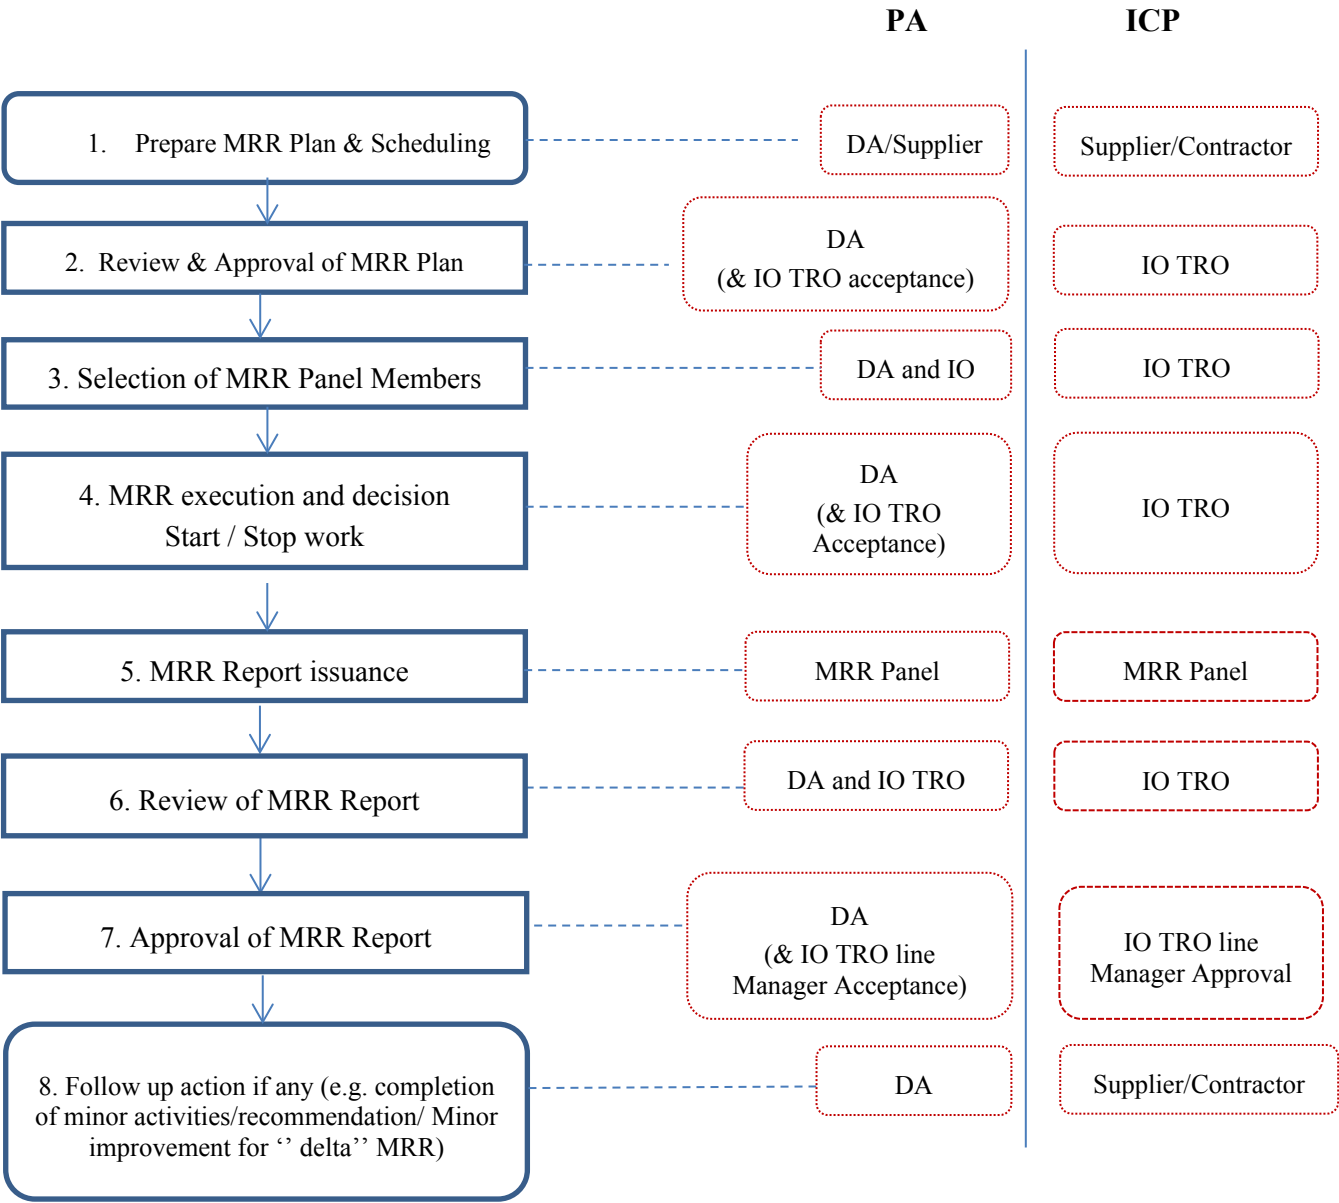 PA ICP
1. Prepare MRR Plan & Scheduling
DA/Supplier
Supplier/Contractor
2. Review & Approval of MRR Plan
DA
(& IO TRO acceptance)
IO TRO
3. Selection of MRR Panel Members
DA and IO
IO TRO
4. MRR execution and decision
Start / Stop work
DA
(& IO TRO
Acceptance)
IO TRO
5. MRR Report issuance
MRR Panel
MRR Panel
6. Review of MRR Report
DA and IO TRO
IO TRO
7. Approval of MRR Report
DA
(& IO TRO line
Manager Acceptance)
IO TRO line
Manager Approval
8. Follow up action if any (e.g. completion
of minor activities/recommendation/ Minor
improvement for ‘’ delta’’ MRR)
DA
Supplier/Contractor